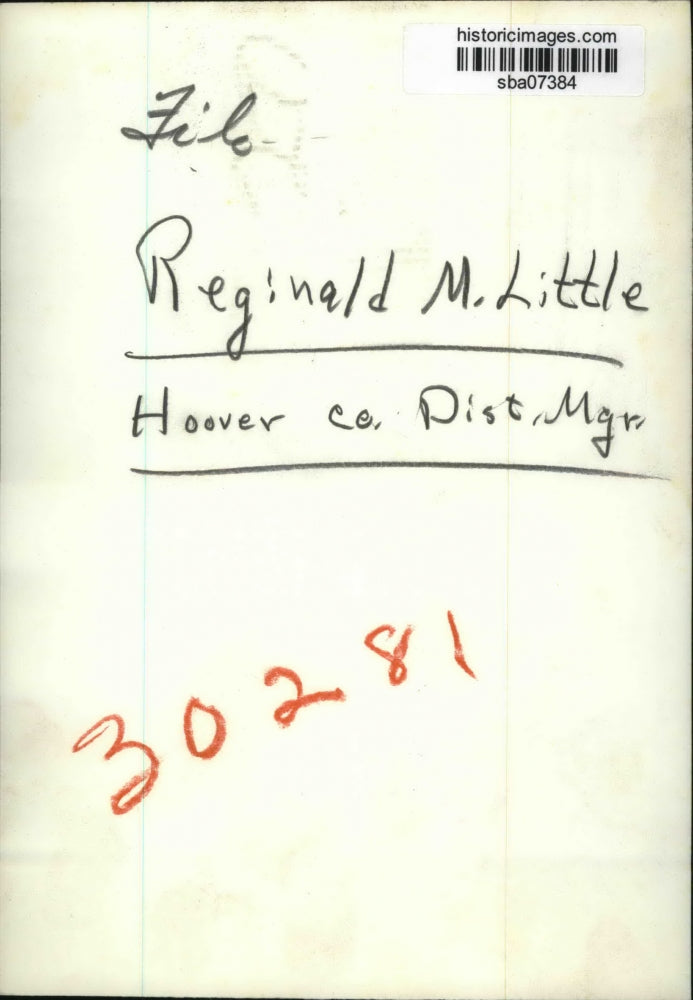 historicimages.com
sba07384
File
Reginald M. Little
Hoover co. Dist. Mgr.
30281